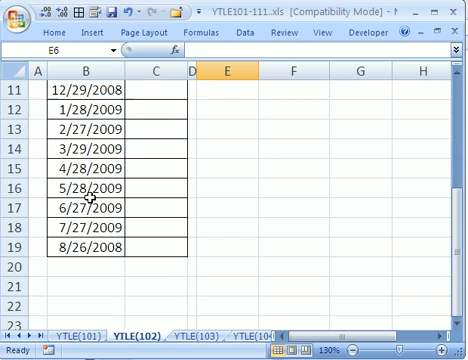 YTLE101-111..xls [Compatibility Mode] - M
Home Insert Page Layout Formulas Data Review View Developer
E6 fx
A B C D E F G H
11 12/29/2008
12 1/28/2009
13 2/27/2009
14 3/29/2009
15 4/28/2009
16 5/28/2009
17 6/27/2009
18 7/27/2009
19 8/26/2008
20
21
22
23
YTLE(101) YTLE(102) YTLE(103) YTLE(104
Ready 130%